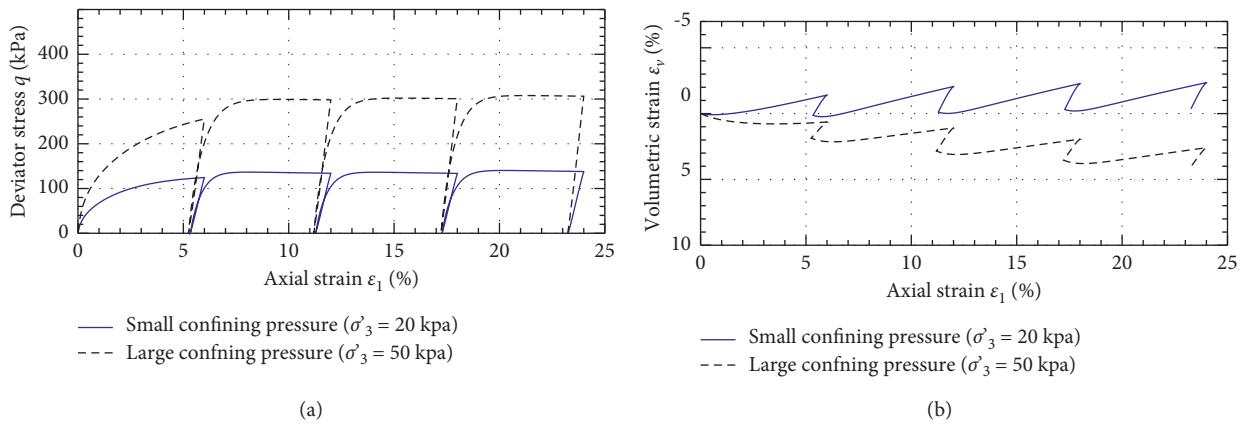 Deviator stress q (kPa)
400
300
200
100
0
0 5 10 15 20 25
Axial strain ε1 (%)
Small confining pressure (σ'3 = 20 kpa)
Large confning pressure (σ'3 = 50 kpa)
(a)
Volumetric strain εv (%)
-5
0
5
10
0 5 10 15 20 25
Axial strain ε1 (%)
Small confining pressure (σ'3 = 20 kpa)
Large confning pressure (σ'3 = 50 kpa)
(b)